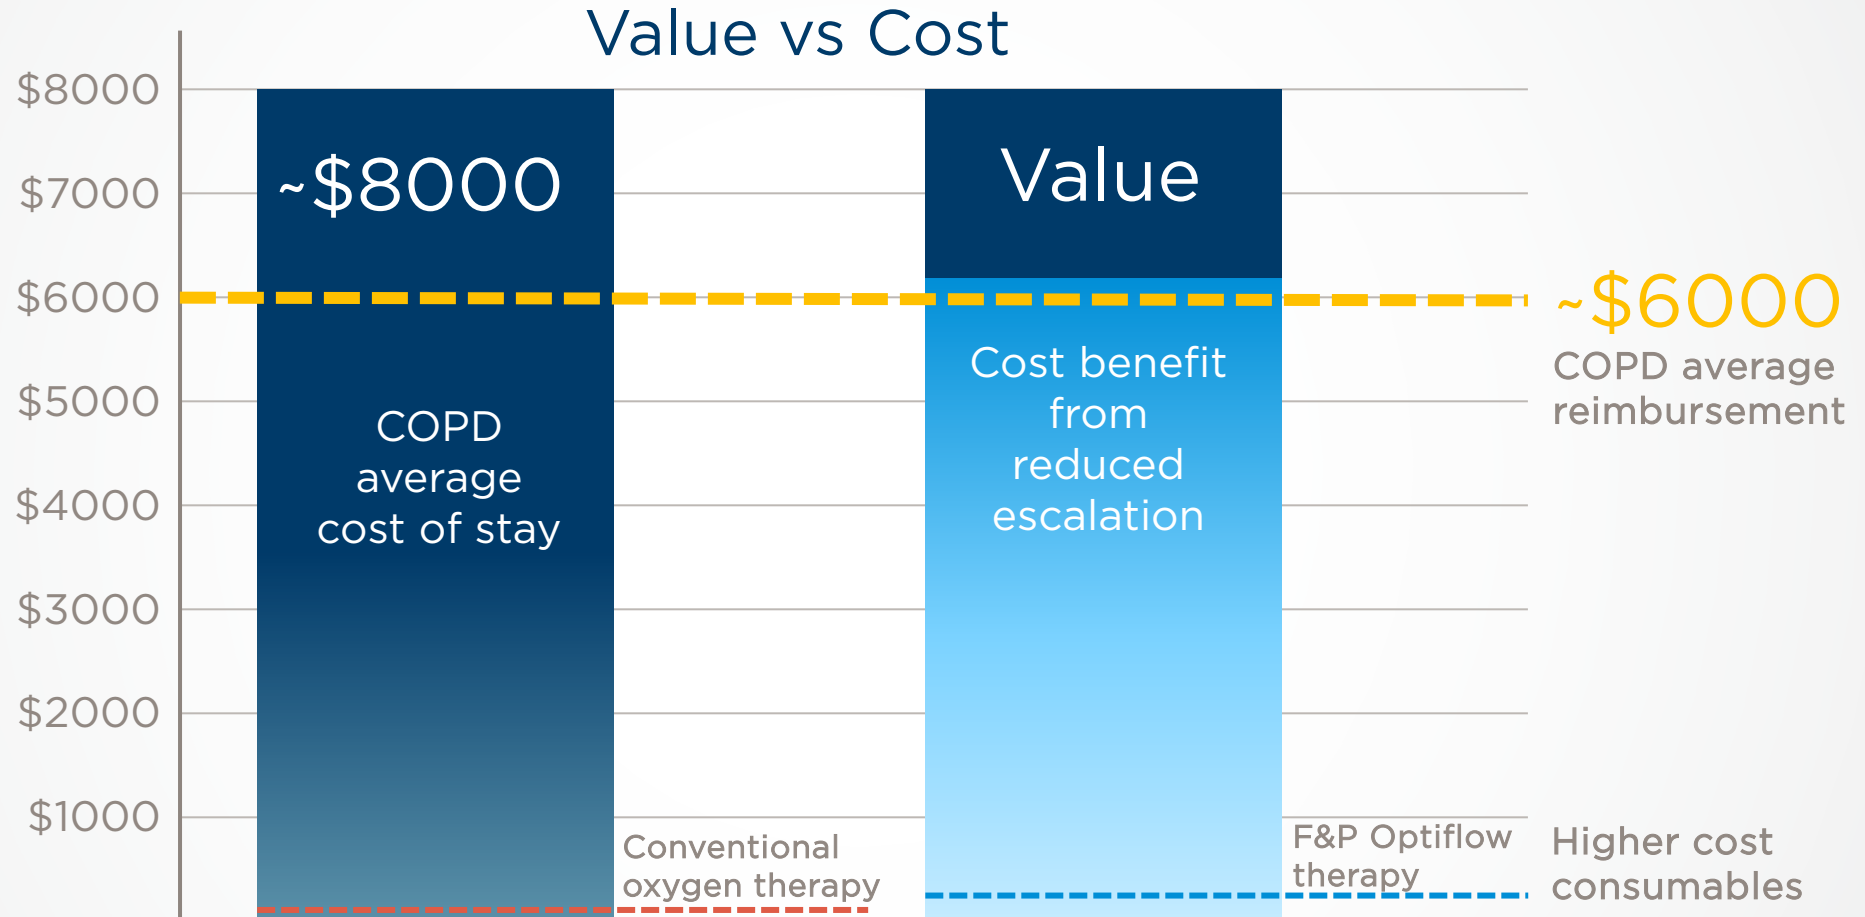 Value vs Cost
$8000
$7000
$6000
$5000
$4000
$3000
$2000
$1000
~$8000
COPD
average
cost of stay
Conventional
oxygen therapy
Value
Cost benefit
from
reduced
escalation
F&P Optiflow
therapy
~$6000
COPD average
reimbursement
Higher cost
consumables